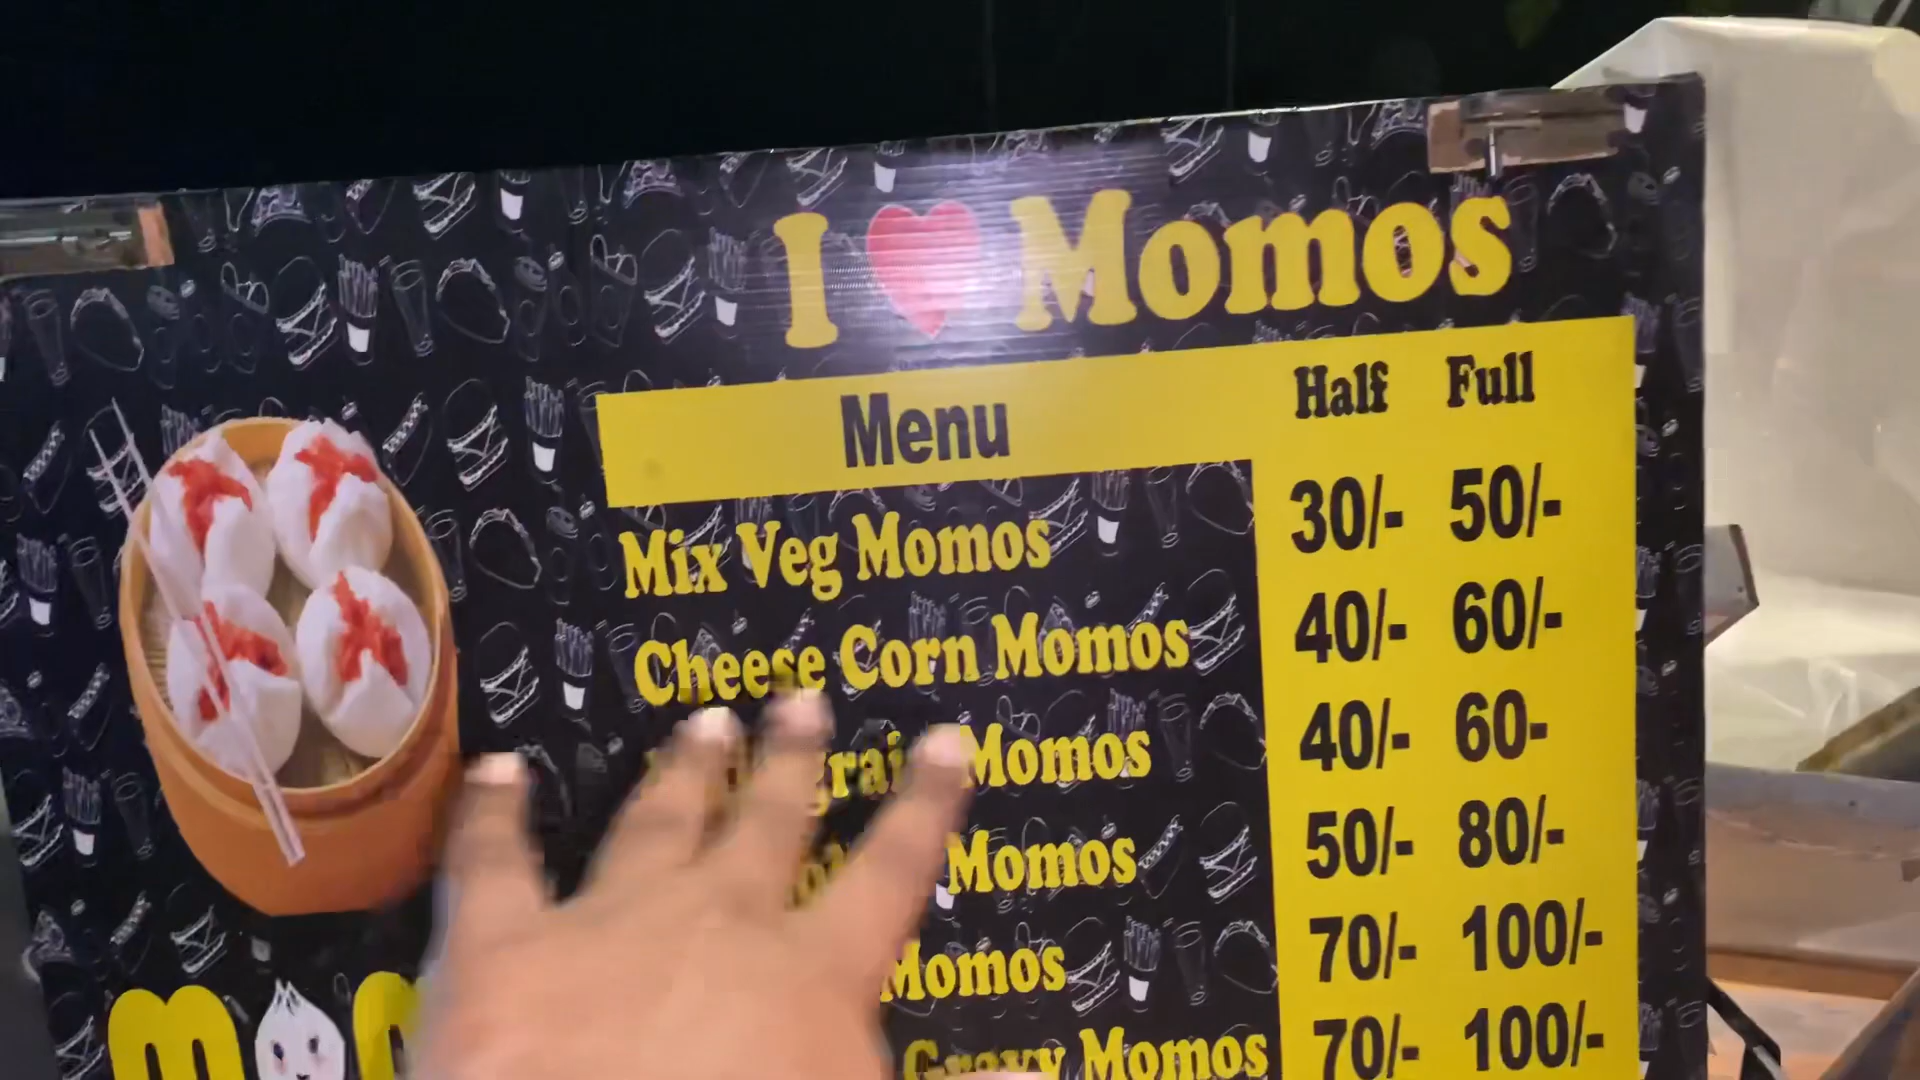 I Momos
Menu Half Full
Mix Veg Momos 30/- 50/-
Cheese Corn Momos 40/- 60/-
Momos 40/- 60-
Momos 50/- 80/-
Momos 70/- 100/-
Gravy Momos 70/- 100/-